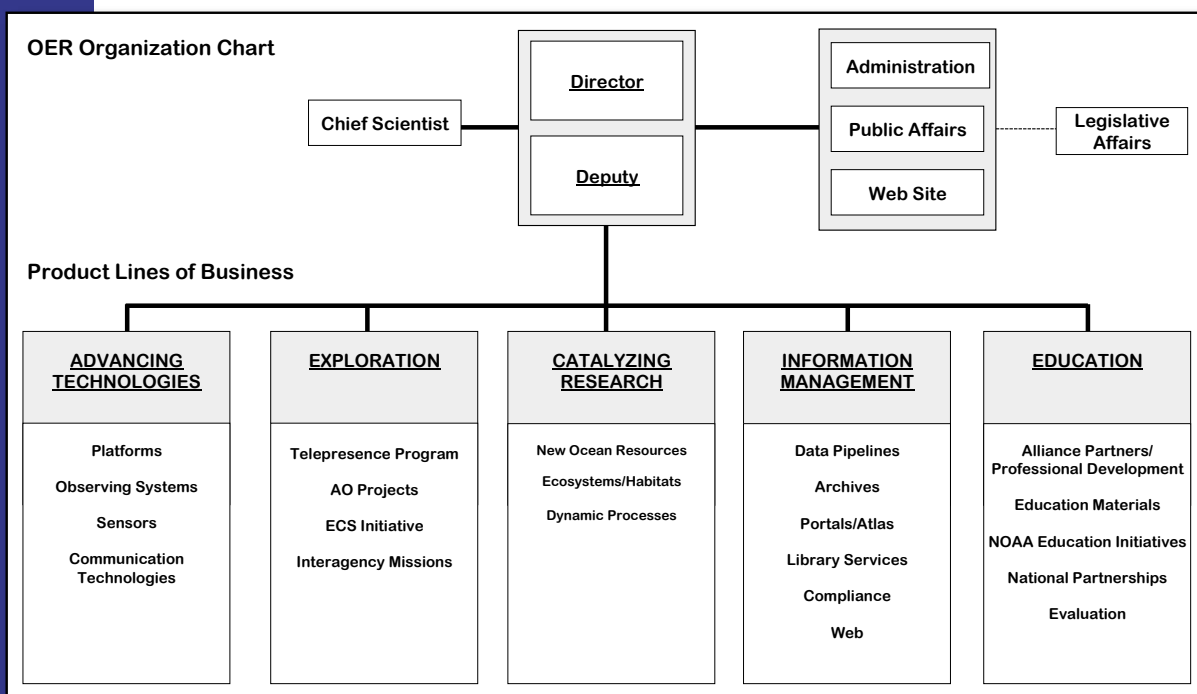 OER Organization Chart
Director
Deputy
Chief Scientist
Administration
Public Affairs
Web Site
Legislative
Affairs
Product Lines of Business
ADVANCING
TECHNOLOGIES
Platforms
Observing Systems
Sensors
Communication
Technologies
EXPLORATION
Telepresence Program
AO Projects
ECS Initiative
Interagency Missions
CATALYZING
RESEARCH
New Ocean Resources
Ecosystems/Habitats
Dynamic Processes
INFORMATION
MANAGEMENT
Data Pipelines
Archives
Portals/Atlas
Library Services
Compliance
Web
EDUCATION
Alliance Partners/
Professional Development
Education Materials
NOAA Education Initiatives
National Partnerships
Evaluation